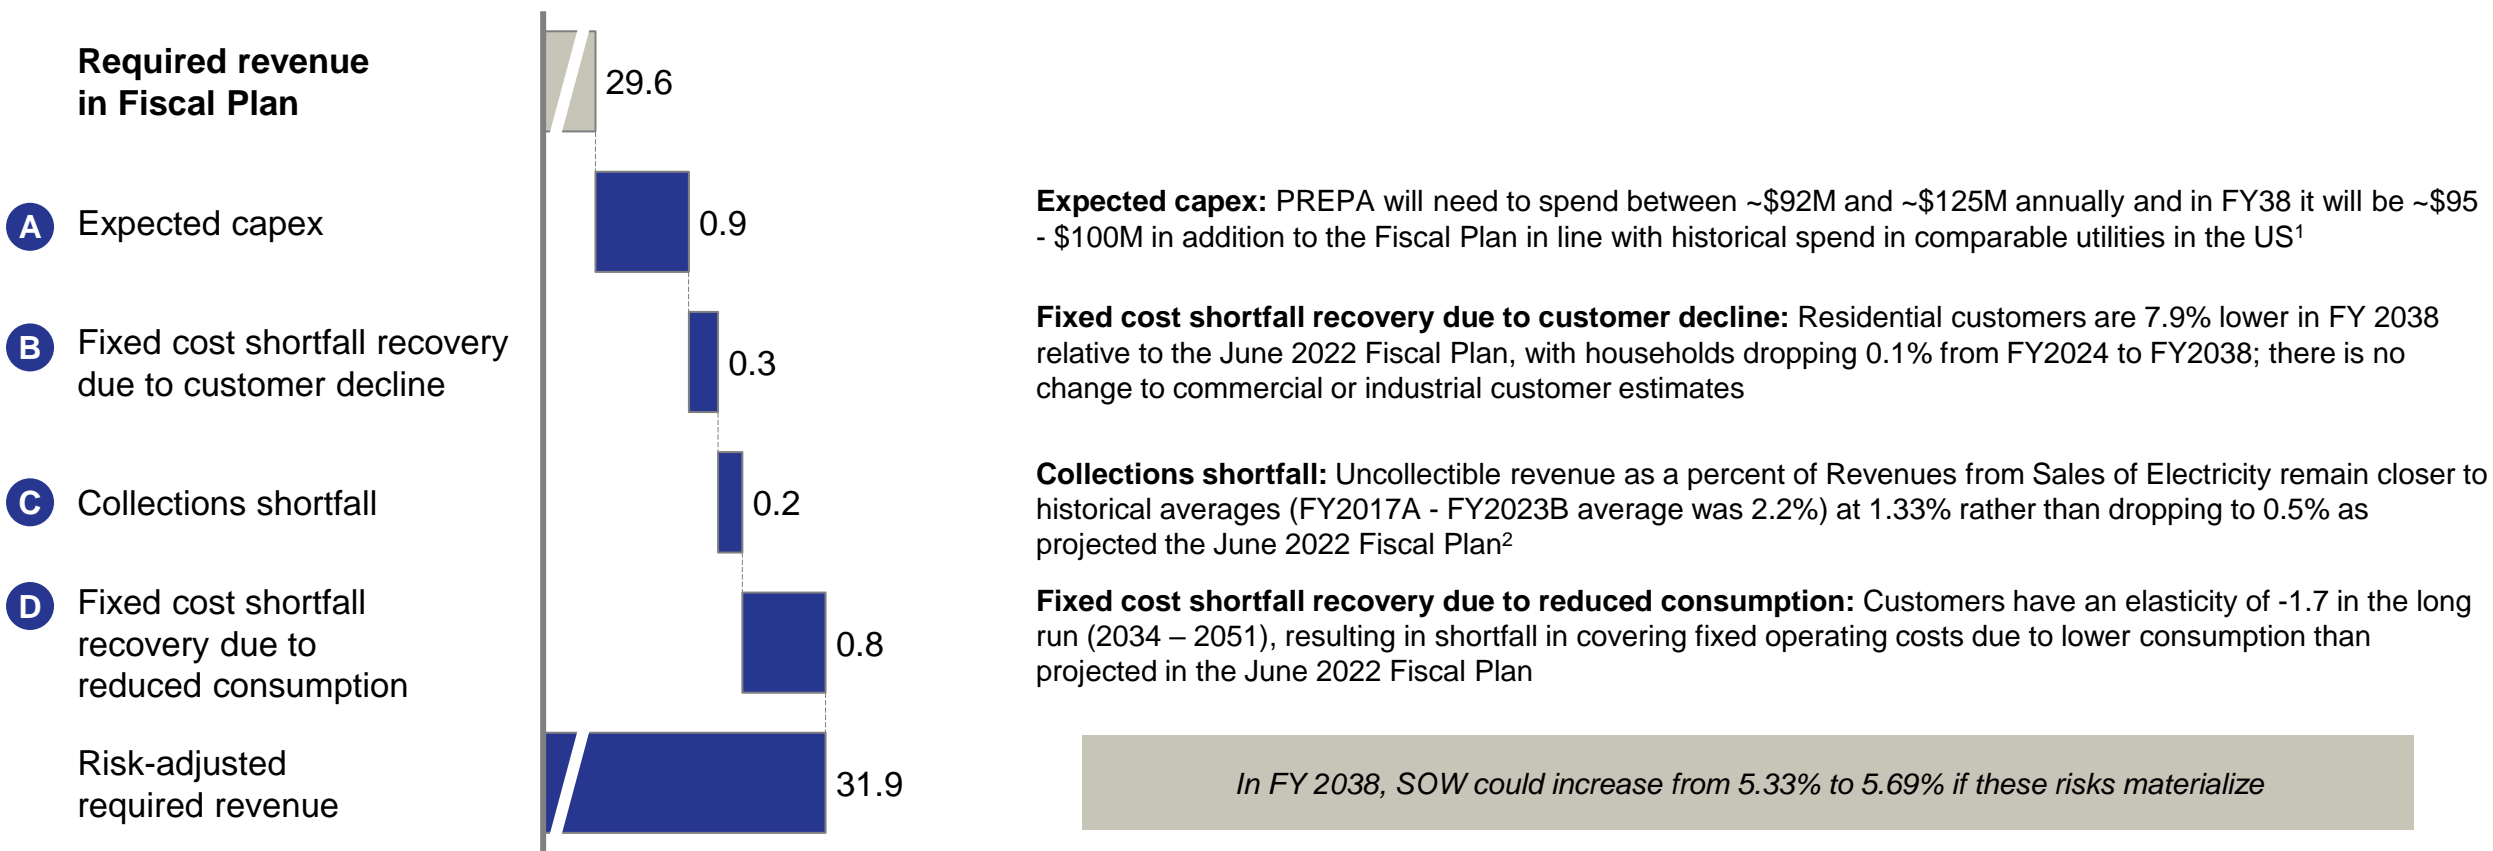 Required revenue
in Fiscal Plan
29.6
A
Expected capex
0.9
Expected capex: PREPA will need to spend between ~$92M and ~$125M annually and in FY38 it will be ~$95
- $100M in addition to the Fiscal Plan in line with historical spend in comparable utilities in the US1
B
Fixed cost shortfall recovery
due to customer decline
0.3
Fixed cost shortfall recovery due to customer decline: Residential customers are 7.9% lower in FY 2038
relative to the June 2022 Fiscal Plan, with households dropping 0.1% from FY2024 to FY2038; there is no
change to commercial or industrial customer estimates
C
Collections shortfall
0.2
Collections shortfall: Uncollectible revenue as a percent of Revenues from Sales of Electricity remain closer to
historical averages (FY2017A - FY2023B average was 2.2%) at 1.33% rather than dropping to 0.5% as
projected the June 2022 Fiscal Plan2
D
Fixed cost shortfall
recovery due to
reduced consumption
0.8
Fixed cost shortfall recovery due to reduced consumption: Customers have an elasticity of -1.7 in the long
run (2034 – 2051), resulting in shortfall in covering fixed operating costs due to lower consumption than
projected in the June 2022 Fiscal Plan
Risk-adjusted
required revenue
31.9
In FY 2038, SOW could increase from 5.33% to 5.69% if these risks materialize